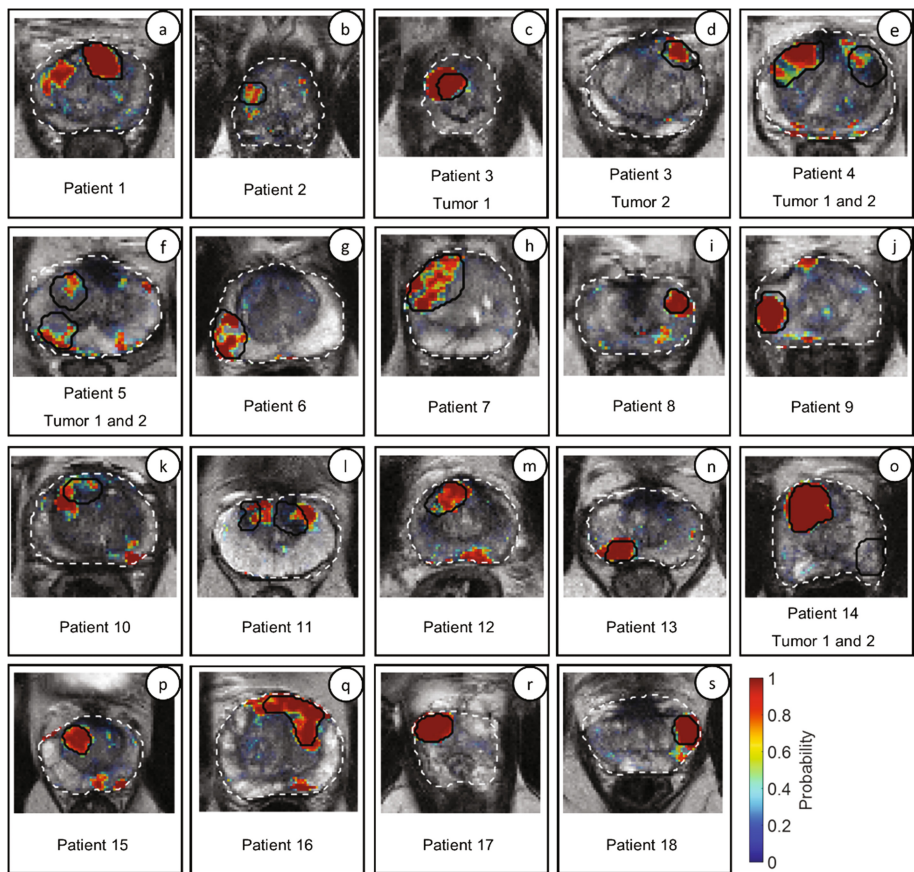 a
b
c
d
e
Patient 1
Patient 2
Patient 3
Tumor 1
Patient 3
Tumor 2
Patient 4
Tumor 1 and 2
f
g
h
i
j
Patient 5
Tumor 1 and 2
Patient 6
Patient 7
Patient 8
Patient 9
k
l
m
n
o
Patient 10
Patient 11
Patient 12
Patient 13
Patient 14
Tumor 1 and 2
p
q
r
s
Patient 15
Patient 16
Patient 17
Patient 18
1
0.8
0.6
0.4
0.2
0
Probability